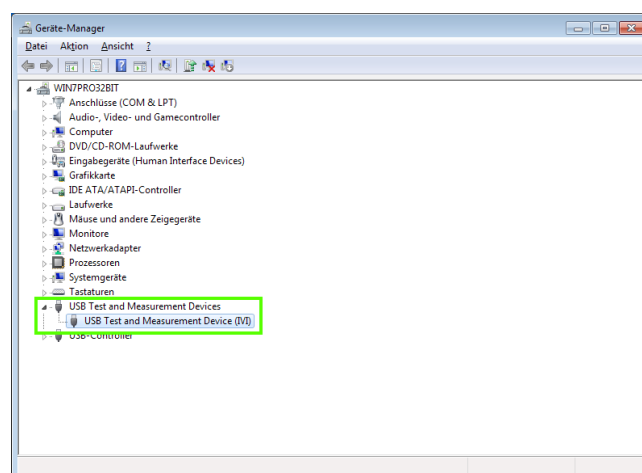 Geräte-Manager
Datei Aktion Ansicht ?
WIN7PRO32BIT
Anschlüsse (COM & LPT)
Audio-, Video- und Gamecontroller
Computer
DVD/CD-ROM-Laufwerke
Eingabegeräte (Human Interface Devices)
Grafikkarte
IDE ATA/ATAPI-Controller
Laufwerke
Mäuse und andere Zeigegeräte
Monitore
Netzwerkadapter
Prozessoren
Systemgeräte
Tastaturen
USB Test and Measurement Devices
USB Test and Measurement Device (IVI)
USB-Controller